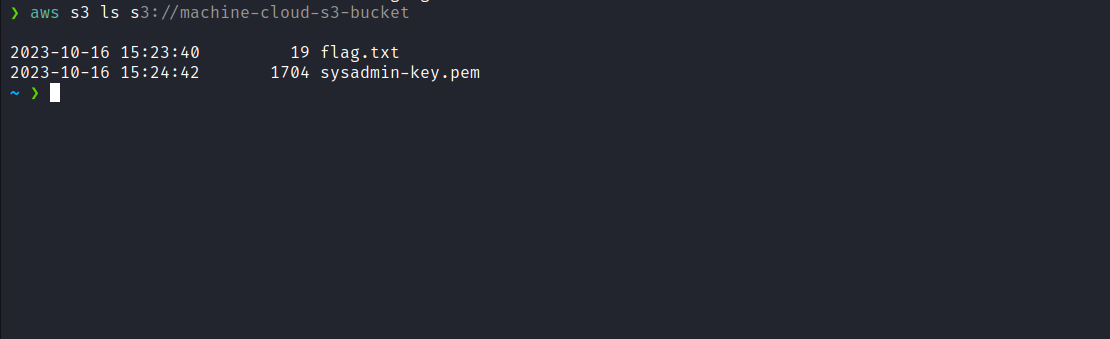 ❯ aws s3 ls s3://machine-cloud-s3-bucket
2023-10-16 15:23:40         19 flag.txt
2023-10-16 15:24:42       1704 sysadmin-key.pem
~ ❯